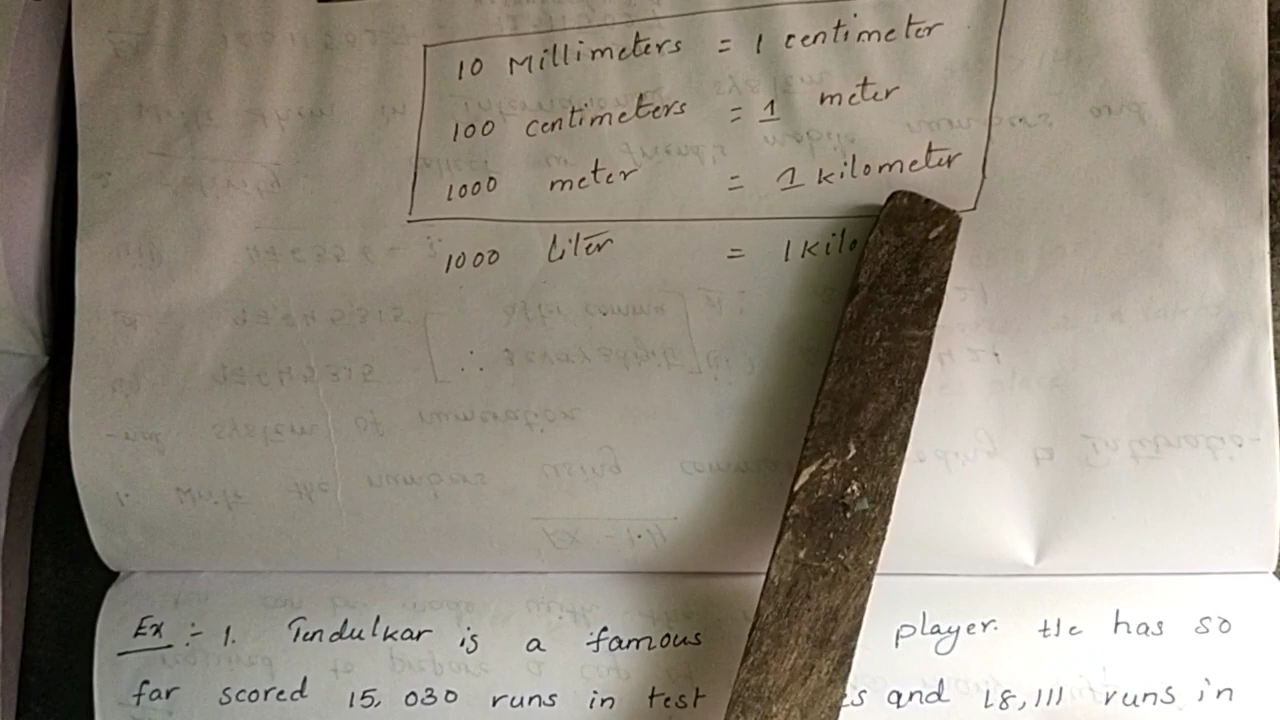 10 Millimeters = 1 centimeter
100 centimeters = 1 meter
1000 meter = 1 kilometer
1000 liter = 1 kilo
Ex :- 1. Tendulkar is a famous player. He has so
far scored 15,030 runs in test and 18,111 runs in